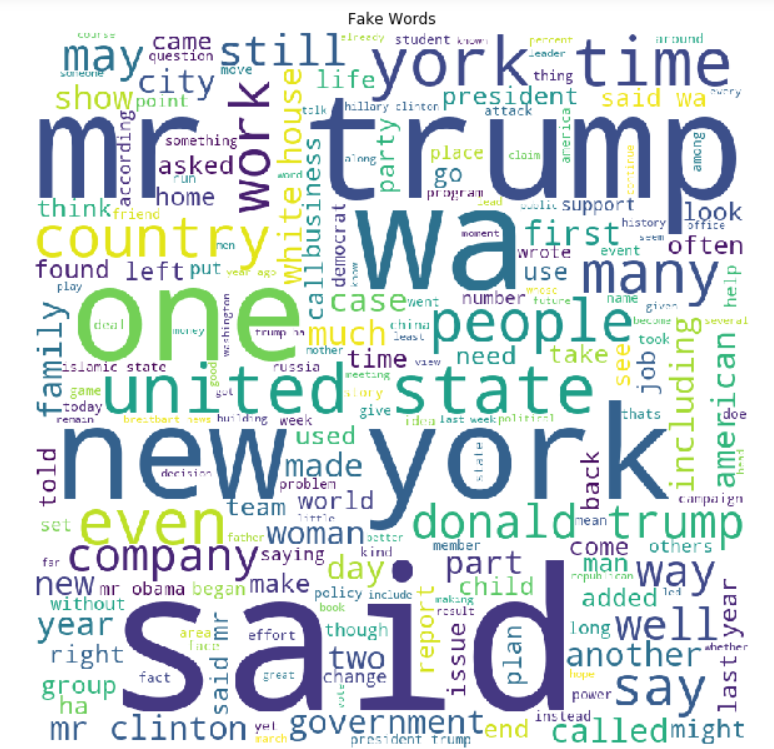 Fake Words
course
may
came
question
still
already
student
known
percent
leader
around
someone
city
move
york time
thing
show
point
life
president
said wa
every
mr trump
according
something
work
white house
talk
hillary clinton
attack
america
asked
run
word
along
party
place
claim
continue
among
home
business
go
program
think
friend
lead
public
support
look
country
men
call
democrat
wa
moment
first
history
office
seem
often
found
left
put
year ago
know
wrote
event
use
many
help
play
one
deal
money
washington
trump ha
case
went
number
whose
future
name
given
people
become
several
family
much
china
least
mother
time
view
need
take
took
see
job
including
american
islamic state
good
got
russia
meeting
game
united state
story
today
give
idea
last week
political
thats
doe
remain
breitbart news
building
week
told
new york
used
state
back
head
decision
made
problem
campaign
set
even
team
world
little
donald trump
mean
father
woman
better
member
far
company
saying
kind
day
part
come
others
republican
man
way
new
mr obama
began
make
policy
include
child
added
led
without
book
making
year
said
area
face
said mr
effort
though
report
result
issue
plan
long
well
whether
last year
right
two
another
group
fact
great
change
vote
hope
power
say
ha
instead
mr clinton
yet
march
government
president trump
end
called
might